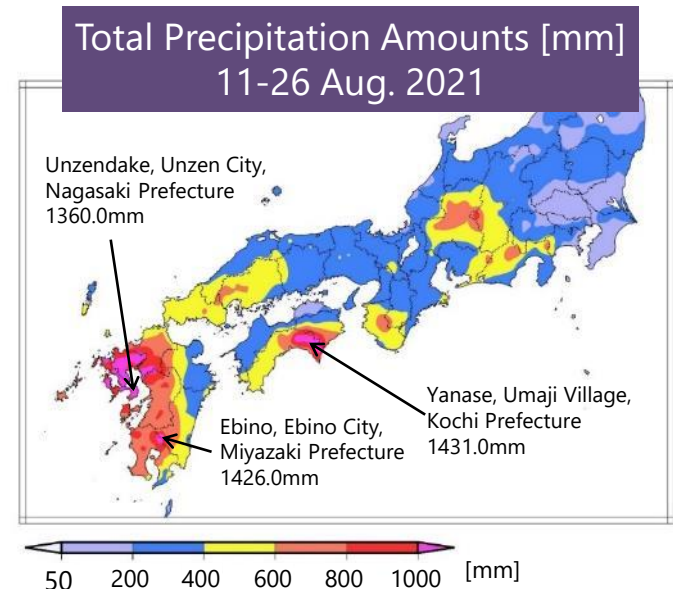 Total Precipitation Amounts [mm]
11-26 Aug. 2021
Unzendake, Unzen City,
Nagasaki Prefecture
1360.0mm
Yanase, Umaji Village,
Kochi Prefecture
1431.0mm
Ebino, Ebino City,
Miyazaki Prefecture
1426.0mm
50 200 400 600 800 1000 [mm]